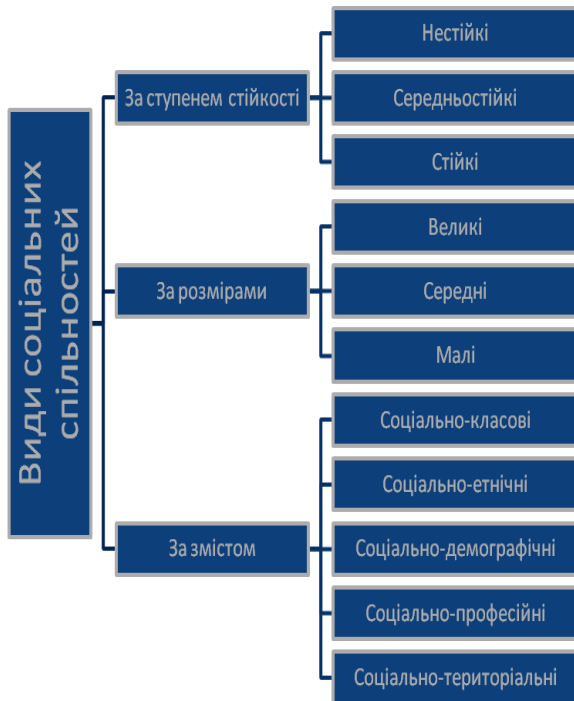 Види соціальних
спільностей
За ступенем стійкості
Нестійкі
Середньостійкі
Стійкі
За розмірами
Великі
Середні
Малі
За змістом
Соціально-класові
Соціально-етнічні
Соціально-демографічні
Соціально-професійні
Соціально-територіальні